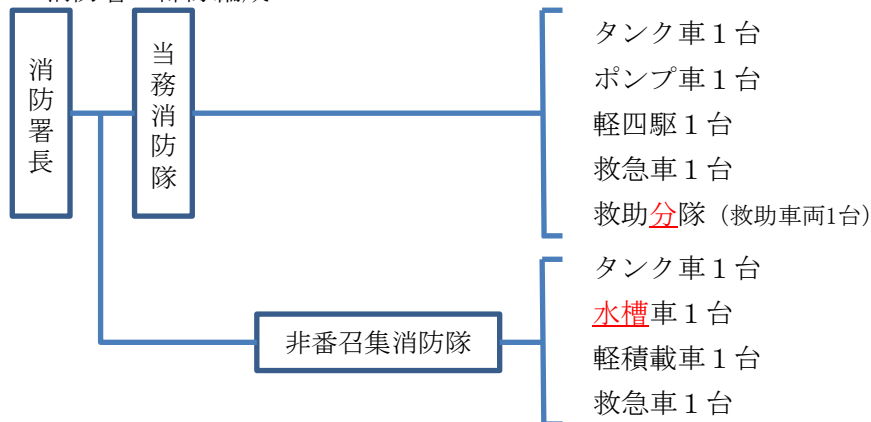 消防署長
当務消防隊
タンク車１台
ポンプ車１台
軽四駆１台
救急車１台
救助分隊（救助車両1台）
非番召集消防隊
タンク車１台
水槽車１台
軽積載車１台
救急車１台